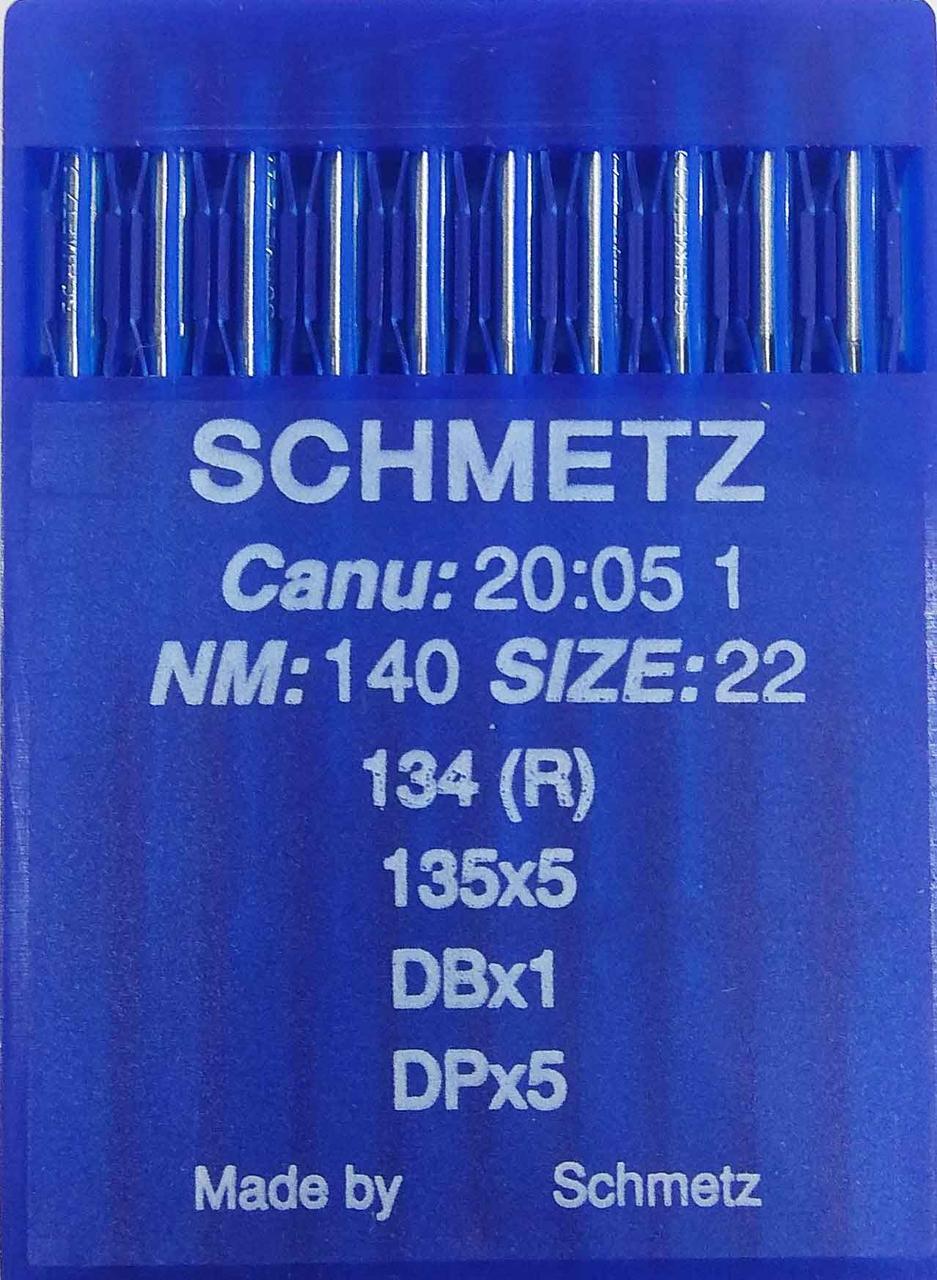 SCHMETZ
Canu: 20:05 1
NM: 140 SIZE: 22
134 (R)
135x5
DBx1
DPx5
Made by Schmetz